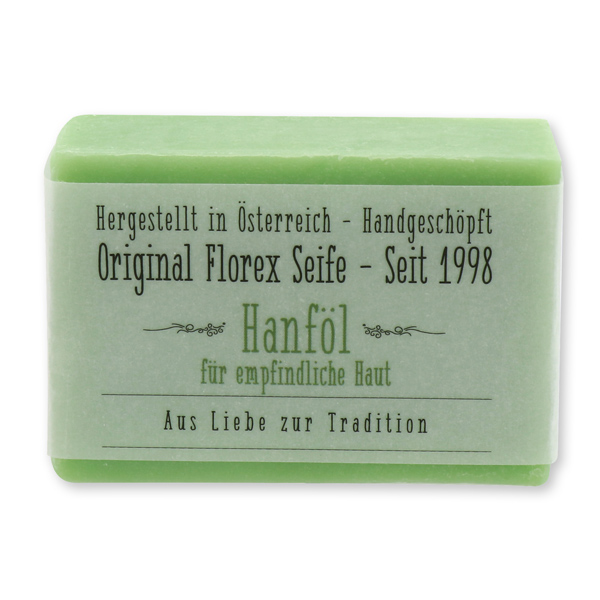 Hergestellt in Österreich - Handgeschöpft
Original Florex Seife - Seit 1998
Hanföl
für empfindliche Haut
Aus Liebe zur Tradition